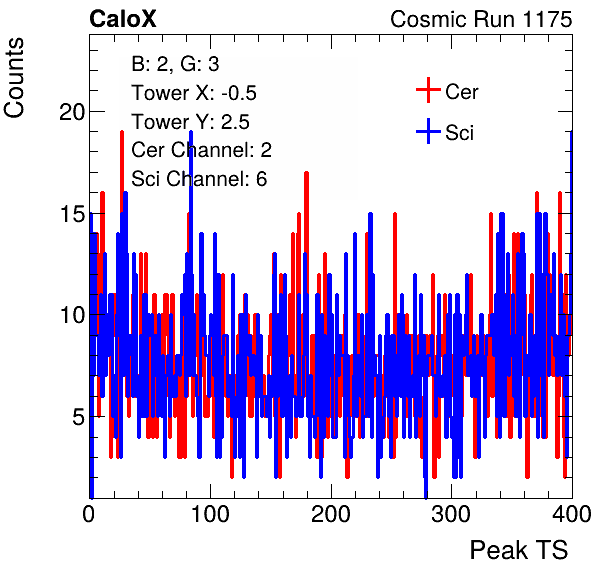 CaloX Cosmic Run 1175
Counts
B: 2, G: 3
Tower X: -0.5
Tower Y: 2.5
Cer Channel: 2
Sci Channel: 6
Cer
Sci
20
15
10
5
0 100 200 300 400
Peak TS